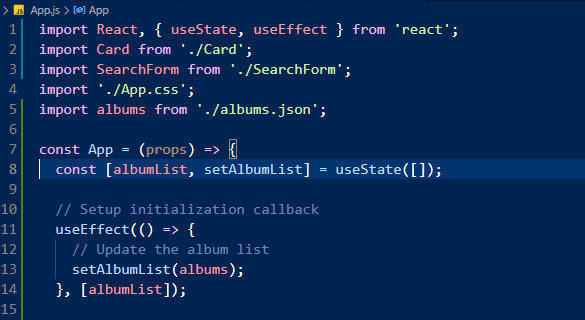 App.js > App
1 import React, { useState, useEffect } from 'react';
2 import Card from './Card';
3 import SearchForm from './SearchForm';
4 import './App.css';
5 import albums from './albums.json';
6
7 const App = (props) => {
8   const [albumList, setAlbumList] = useState([]);
9
10   // Setup initialization callback
11   useEffect(() => {
12     // Update the album list
13     setAlbumList(albums);
14   }, [albumList]);
15